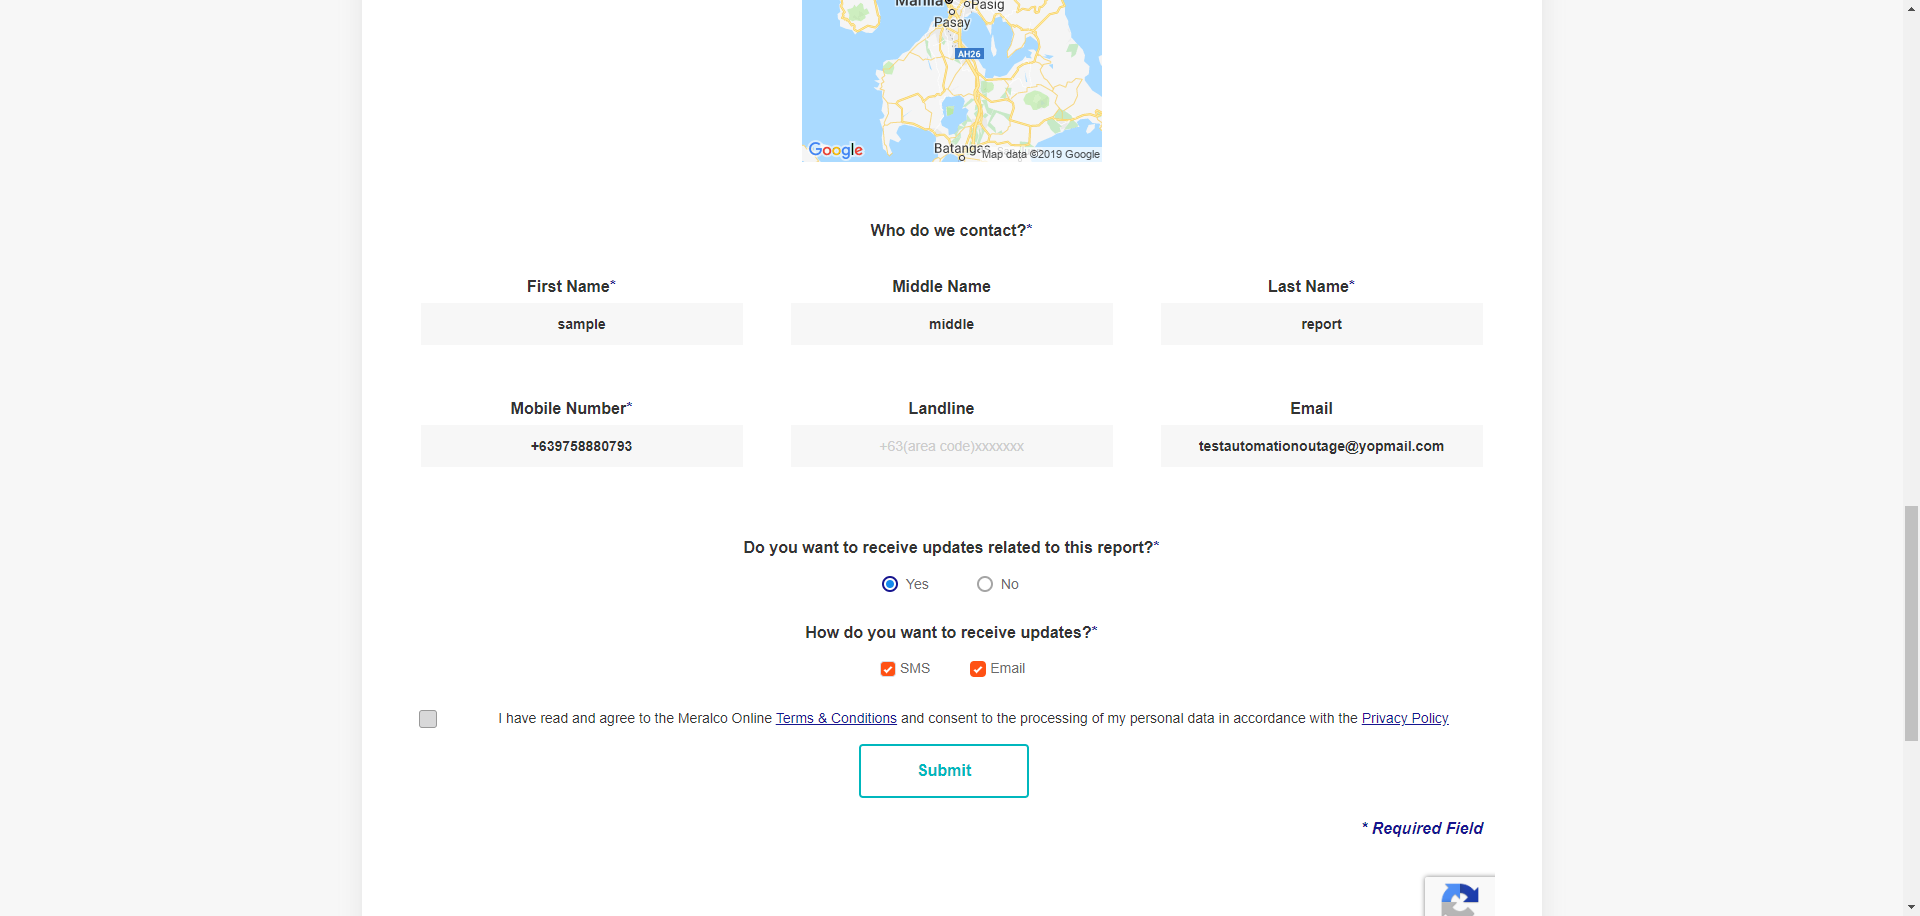 Manila
Pasig
Pasay
AH26
Batangas
Google
Map data ©2019 Google
Who do we contact?*
First Name*
Middle Name
Last Name*
sample
middle
report
Mobile Number*
Landline
Email
+639758880793
+63(area code)xxxxxxx
testautomationoutage@yopmail.com
Do you want to receive updates related to this report?*
Yes
No
How do you want to receive updates?*
SMS
Email
I have read and agree to the Meralco Online Terms & Conditions and consent to the processing of my personal data in accordance with the Privacy Policy
Submit
* Required Field